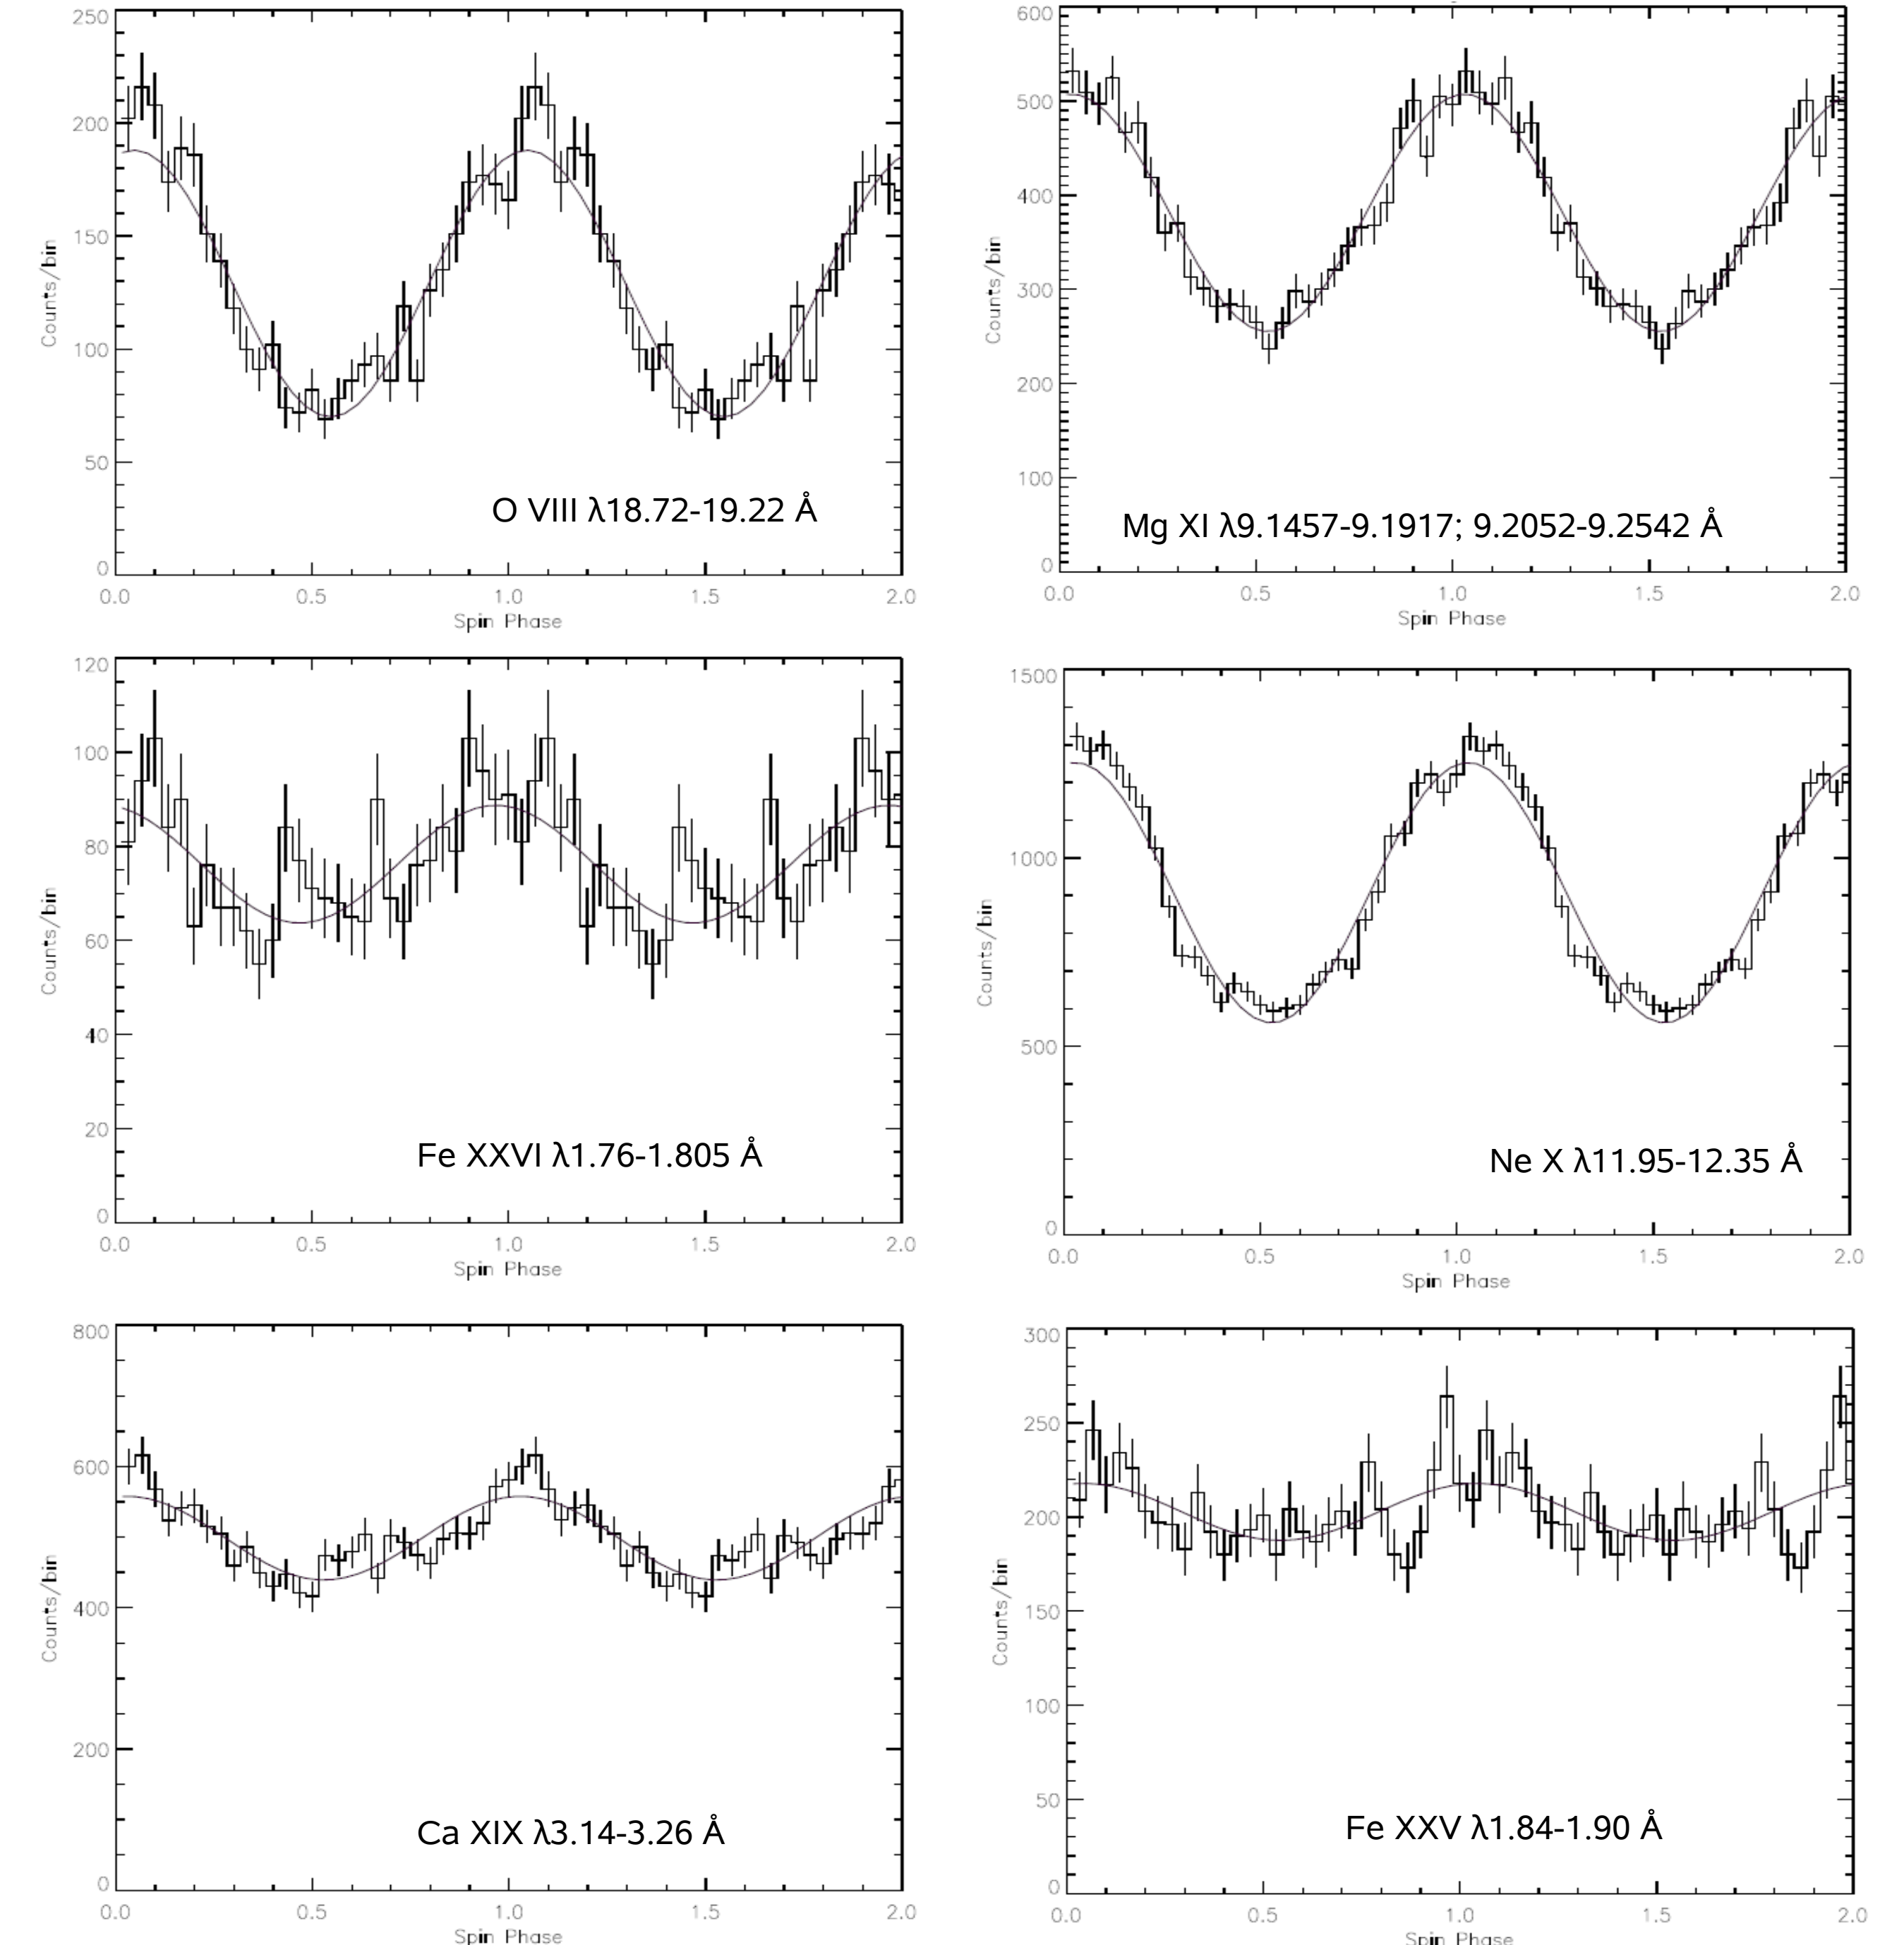 250
200
150
100
50
0
Counts/bin
O VIII λ18.72-19.22 Å
0.0 0.5 1.0 1.5 2.0
Spin Phase
600
500
400
300
200
100
0
Counts/bin
Mg XI λ9.1457-9.1917; 9.2052-9.2542 Å
0.0 0.5 1.0 1.5 2.0
Spin Phase
120
100
80
60
40
20
0
Counts/bin
Fe XXVI λ1.76-1.805 Å
0.0 0.5 1.0 1.5 2.0
Spin Phase
1500
1000
500
0
Counts/bin
Ne X λ11.95-12.35 Å
0.0 0.5 1.0 1.5 2.0
Spin Phase
800
600
400
200
0
Counts/bin
Ca XIX λ3.14-3.26 Å
0.0 0.5 1.0 1.5 2.0
Spin Phase
300
250
200
150
100
50
0
Counts/bin
Fe XXV λ1.84-1.90 Å
0.0 0.5 1.0 1.5 2.0
Spin Phase